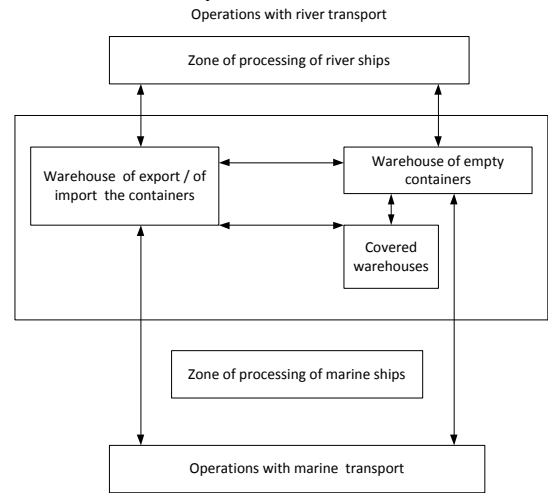 Operations with river transport
Zone of processing of river ships
Warehouse of export / of
import the containers
Warehouse of empty
containers
Covered
warehouses
Zone of processing of marine ships
Operations with marine transport